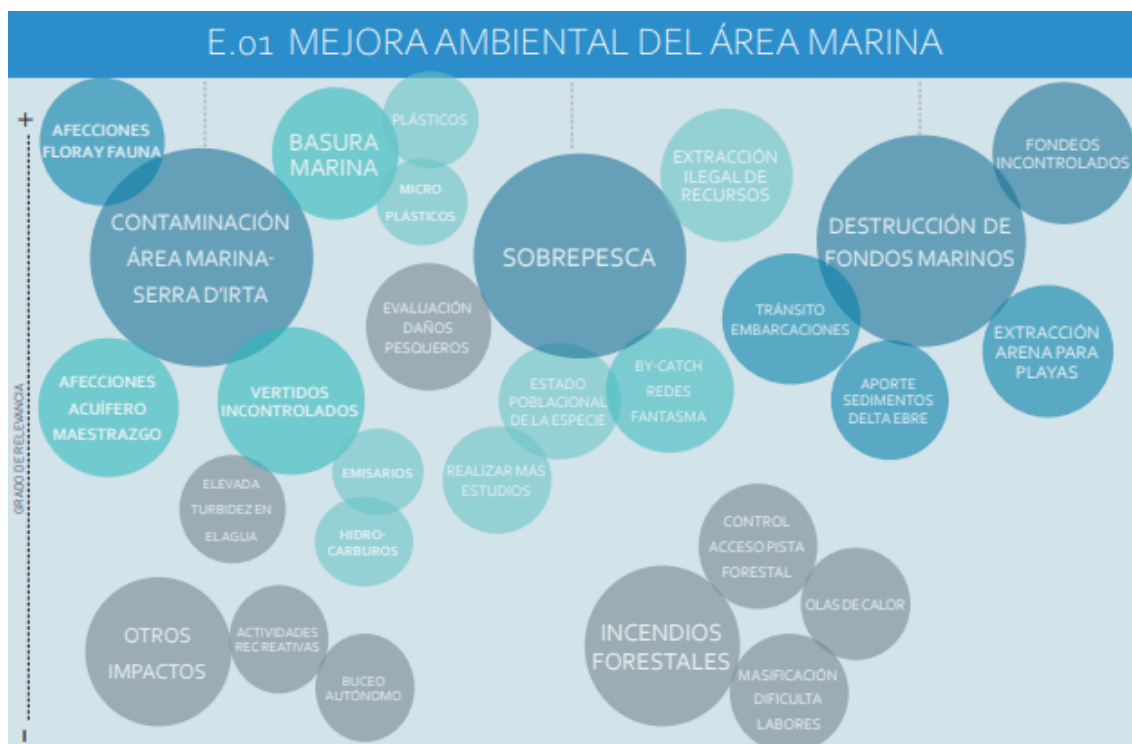 E.01 MEJORA AMBIENTAL DEL ÁREA MARINA
+
GRADO DE RELEVANCIA
-
AFECCIONES
FLORA Y FAUNA
CONTAMINACIÓN
ÁREA MARINA-
SERRA D'IRTA
BASURA
MARINA
PLÁSTICOS
MICRO
PLÁSTICOS
AFECCIONES
ACUÍFERO
MAESTRAZGO
VERTIDOS
INCONTROLADOS
ELEVADA
TURBIDEZ EN
EL AGUA
EMISARIOS
HIDRO-
CARBUROS
SOBREPESCA
EXTRACCIÓN
ILEGAL DE
RECURSOS
EVALUACIÓN
DAÑOS
PESQUEROS
ESTADO
POBLACIONAL
DE LA ESPECIE
BY-CATCH
REDES
FANTASMA
REALIZAR MÁS
ESTUDIOS
DESTRUCCIÓN DE
FONDOS MARINOS
FONDEOS
INCONTROLADOS
TRÁNSITO
EMBARCACIONES
APORTE
SEDIMENTOS
DELTA EBRE
EXTRACCIÓN
ARENA PARA
PLAYAS
OTROS
IMPACTOS
ACTIVIDADES
RECREATIVAS
BUCEO
AUTÓNOMO
INCENDIOS
FORESTALES
CONTROL
ACCESO PISTA
FORESTAL
OLAS DE CALOR
MASIFICACIÓN
DIFICULTA
LABORES